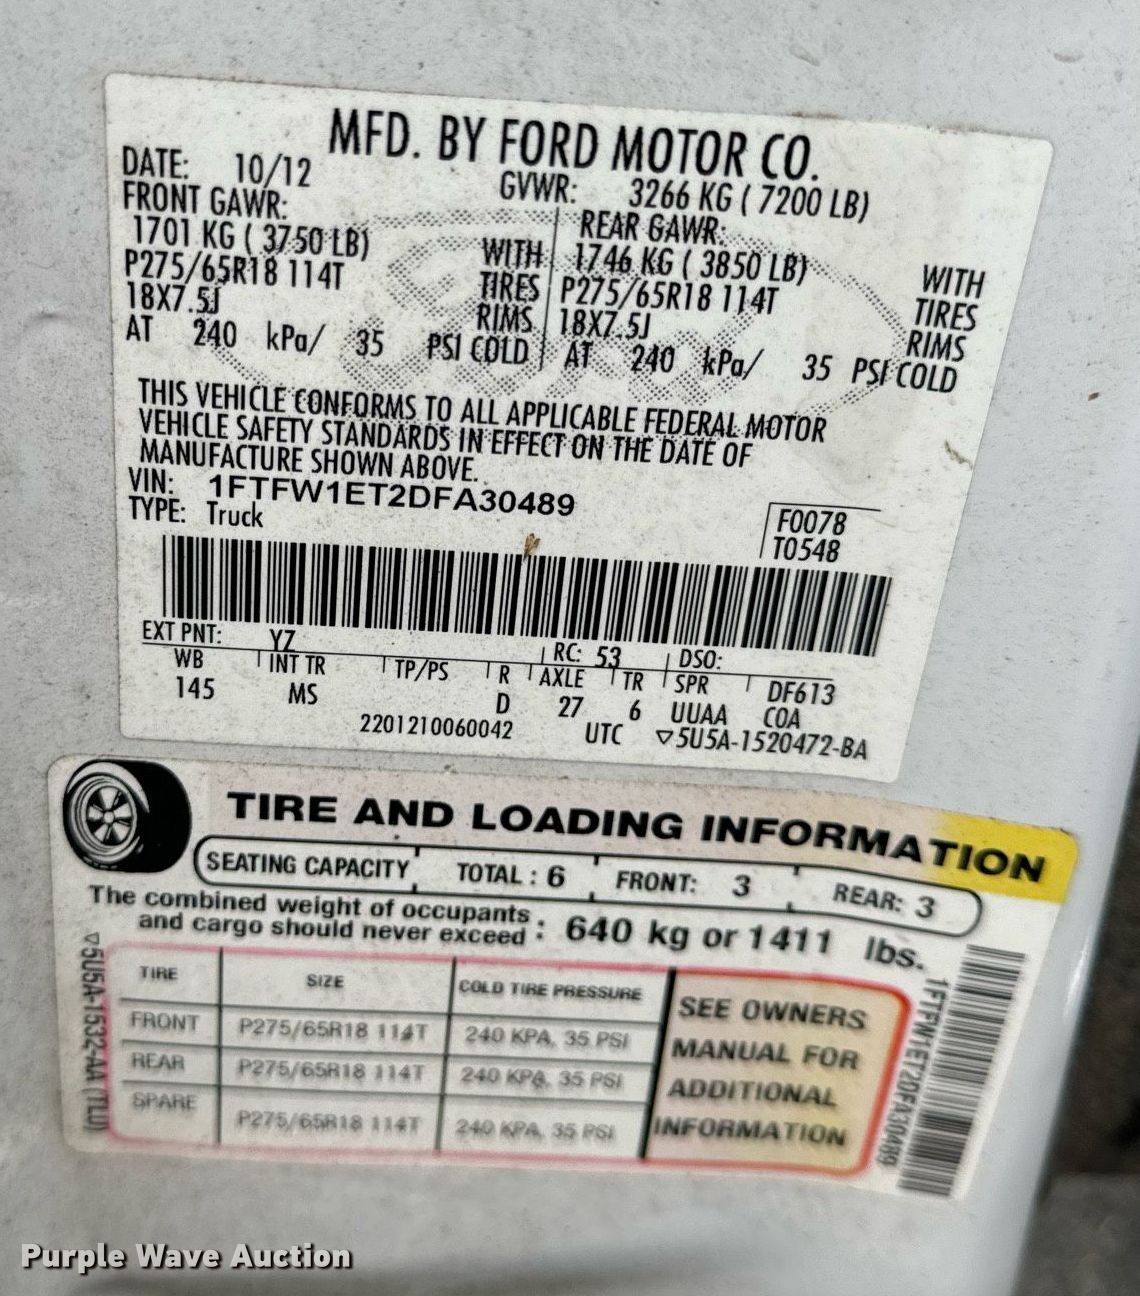 MFD. BY FORD MOTOR CO.
DATE: 10/12 GVWR: 3266 KG ( 7200 LB)
FRONT GAWR: REAR GAWR:
1701 KG ( 3750 LB) WITH 1746 KG ( 3850 LB) WITH
P275/65R18 114T TIRES P275/65R18 114T TIRES
18X7.5J RIMS 18X7.5J RIMS
AT 240 kPa/ 35 PSI COLD AT 240 kPa/ 35 PSI COLD
THIS VEHICLE CONFORMS TO ALL APPLICABLE FEDERAL MOTOR
VEHICLE SAFETY STANDARDS IN EFFECT ON THE DATE OF
MANUFACTURE SHOWN ABOVE.
VIN: 1FTFW1ET2DFA30489
TYPE: Truck
F0078
T0548
EXT PNT: YZ RC: 53 DSO:
WB INT TR TP/PS R AXLE TR SPR DF613
145 MS D 27 6 UUAA COA
2201210060042 UTC ▽5U5A-1520472-BA
TIRE AND LOADING INFORMATION
SEATING CAPACITY TOTAL : 6 FRONT: 3 REAR: 3
The combined weight of occupants
and cargo should never exceed : 640 kg or 1411 lbs.
TIRE SIZE COLD TIRE PRESSURE
FRONT P275/65R18 114T 240 KPA, 35 PSI
REAR P275/65R18 114T 240 KPA, 35 PSI
SPARE P275/65R18 114T 240 KPA, 35 PSI
SEE OWNERS
MANUAL FOR
ADDITIONAL
INFORMATION
▽5U5A-1532-AA (TLU)
1FTFW1ET2DFA30489
Purple Wave Auction